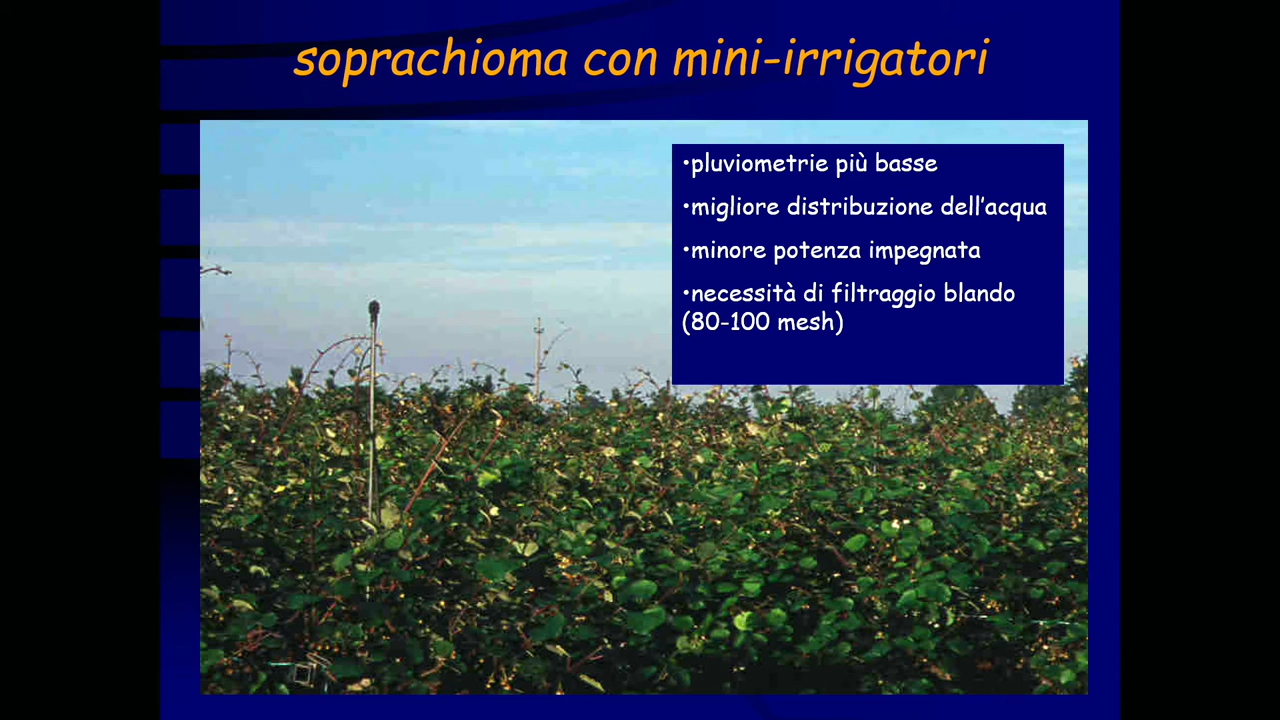 soprachioma con mini-irrigatori
•pluviometrie più basse
•migliore distribuzione dell'acqua
•minore potenza impegnata
•necessità di filtraggio blando
(80-100 mesh)